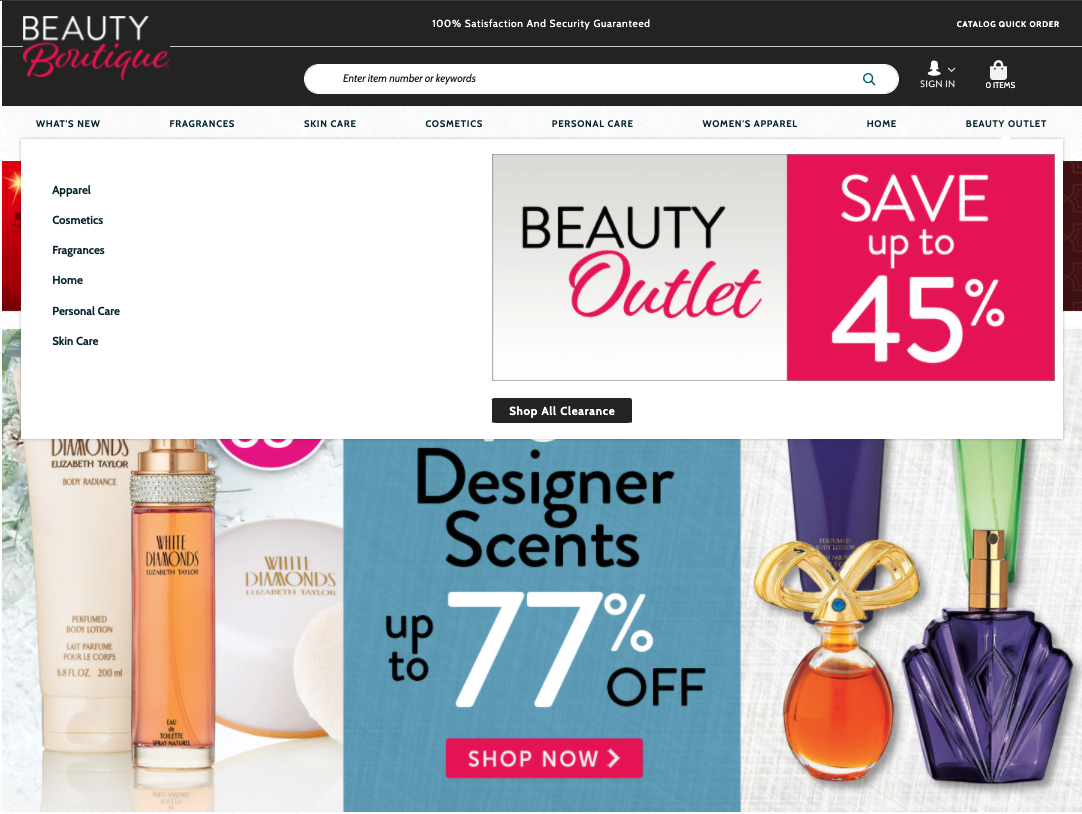 BEAUTY
Boutique
100% Satisfaction And Security Guaranteed
CATALOG QUICK ORDER
Enter item number or keywords
SIGN IN
0 ITEMS
WHAT'S NEW
FRAGRANCES
SKIN CARE
COSMETICS
PERSONAL CARE
WOMEN'S APPAREL
HOME
BEAUTY OUTLET
Apparel
Cosmetics
Fragrances
Home
Personal Care
Skin Care
BEAUTY
Outlet
SAVE
up to
45%
Shop All Clearance
DIAMONDS
ELIZABETH TAYLOR
BODY RADIANCE
PERFUMED
BODY LOTION
LAIT PARFUME
POUR LE CORPS
6.8 FL.OZ. 200 ml
WHITE
DIAMONDS
ELIZABETH TAYLOR
EAU
de
TOILETTE
SPRAY NATUREL
WHITE
DIAMONDS
ELIZABETH TAYLOR
Designer
Scents
up
to
77%
OFF
SHOP NOW >
PERFUMED
BODY LOTION